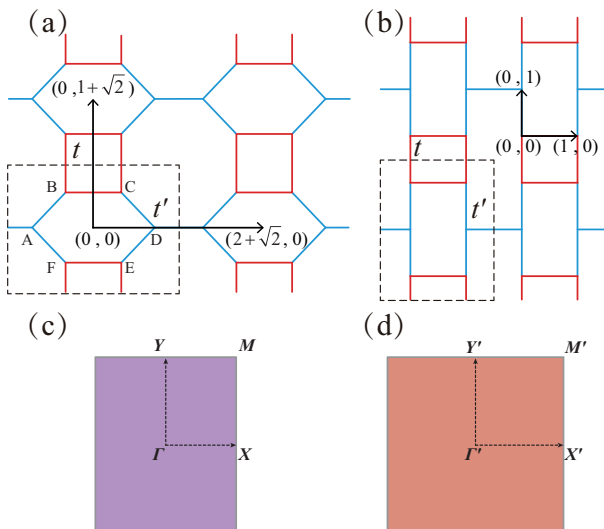 (a)
(0 ,1+√2 )
t
B
C
t′
A
(0 , 0)
D
(2+√2, 0)
F
E
(b)
(0 , 1)
(0 , 0)
(1 ,0)
t
t′
(c)
Y
M
Γ
X
(d)
Y′
M′
Γ′
X′